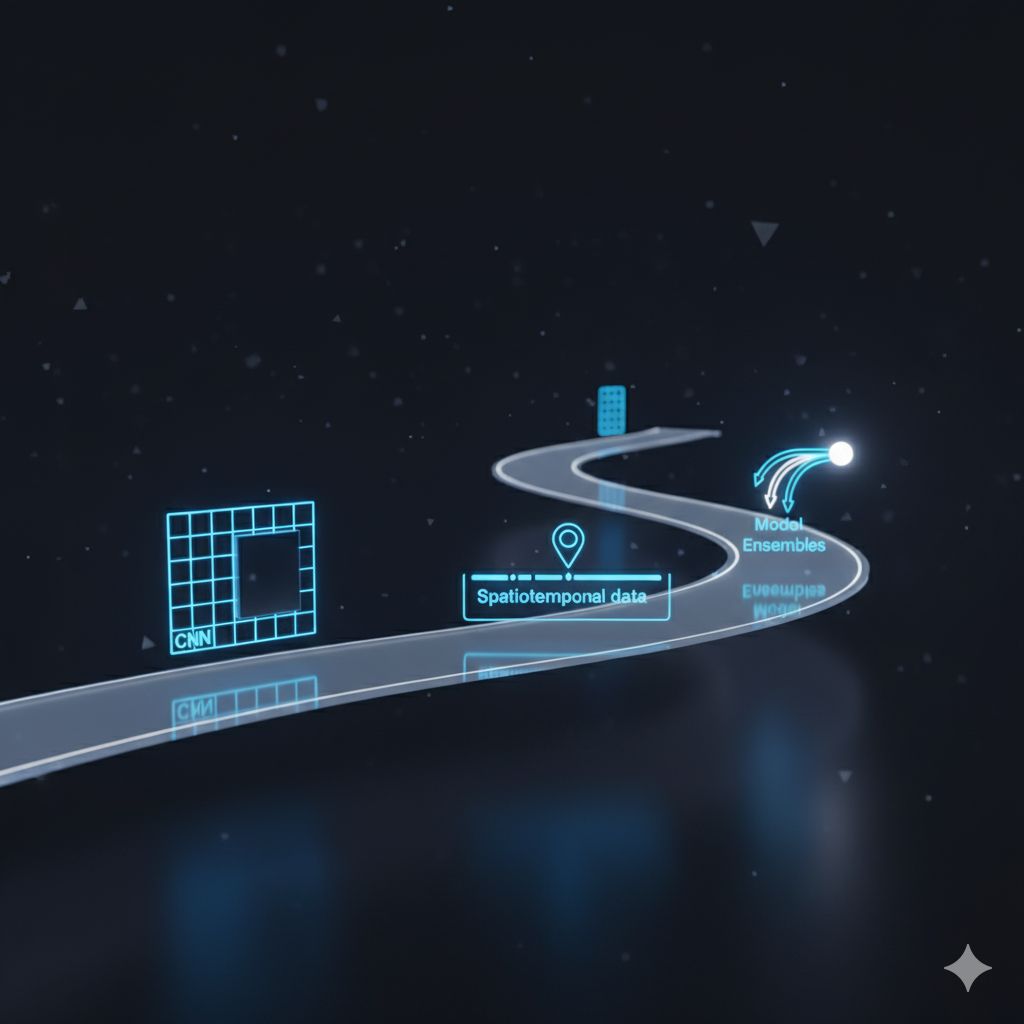 CNN
Spatiotemponal data
Model
Ensembles